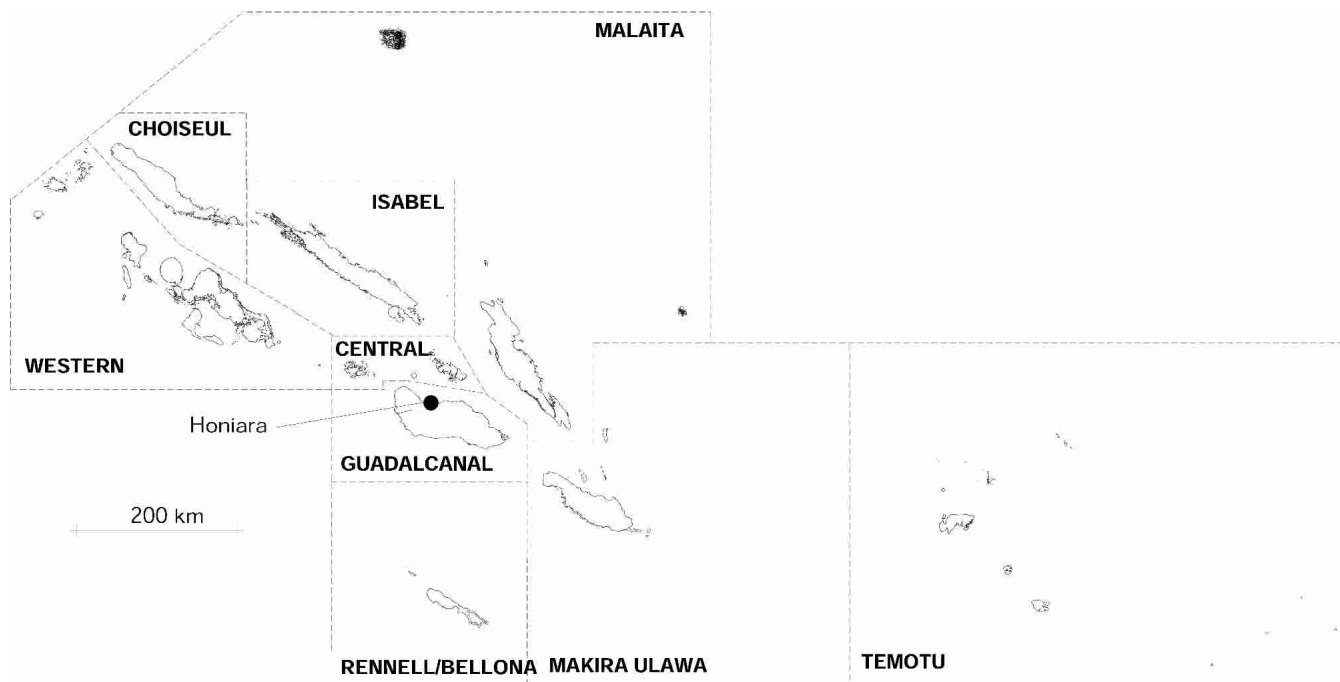 MALAITA
CHOISEUL
ISABEL
CENTRAL
WESTERN
Honiara
GUADALCANAL
200 km
RENNELL/BELLONA
MAKIRA ULAWA
TEMOTU